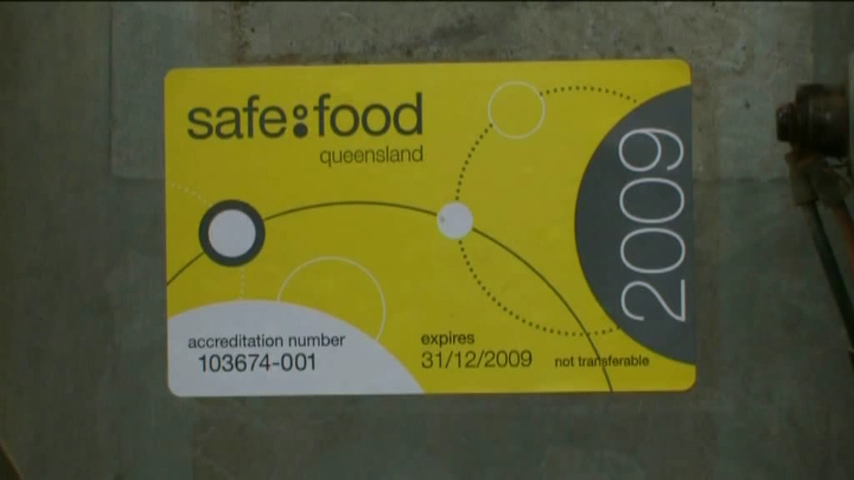 safe:food
queensland
2009
accreditation number
103674-001
expires
31/12/2009
not transferable